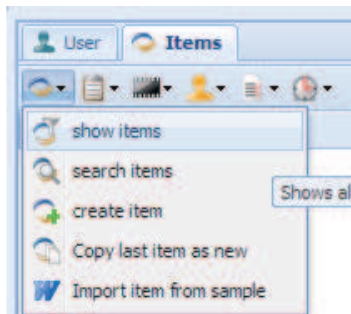 User Items
show items
search items
Shows al
create item
Copy last item as new
Import item from sample